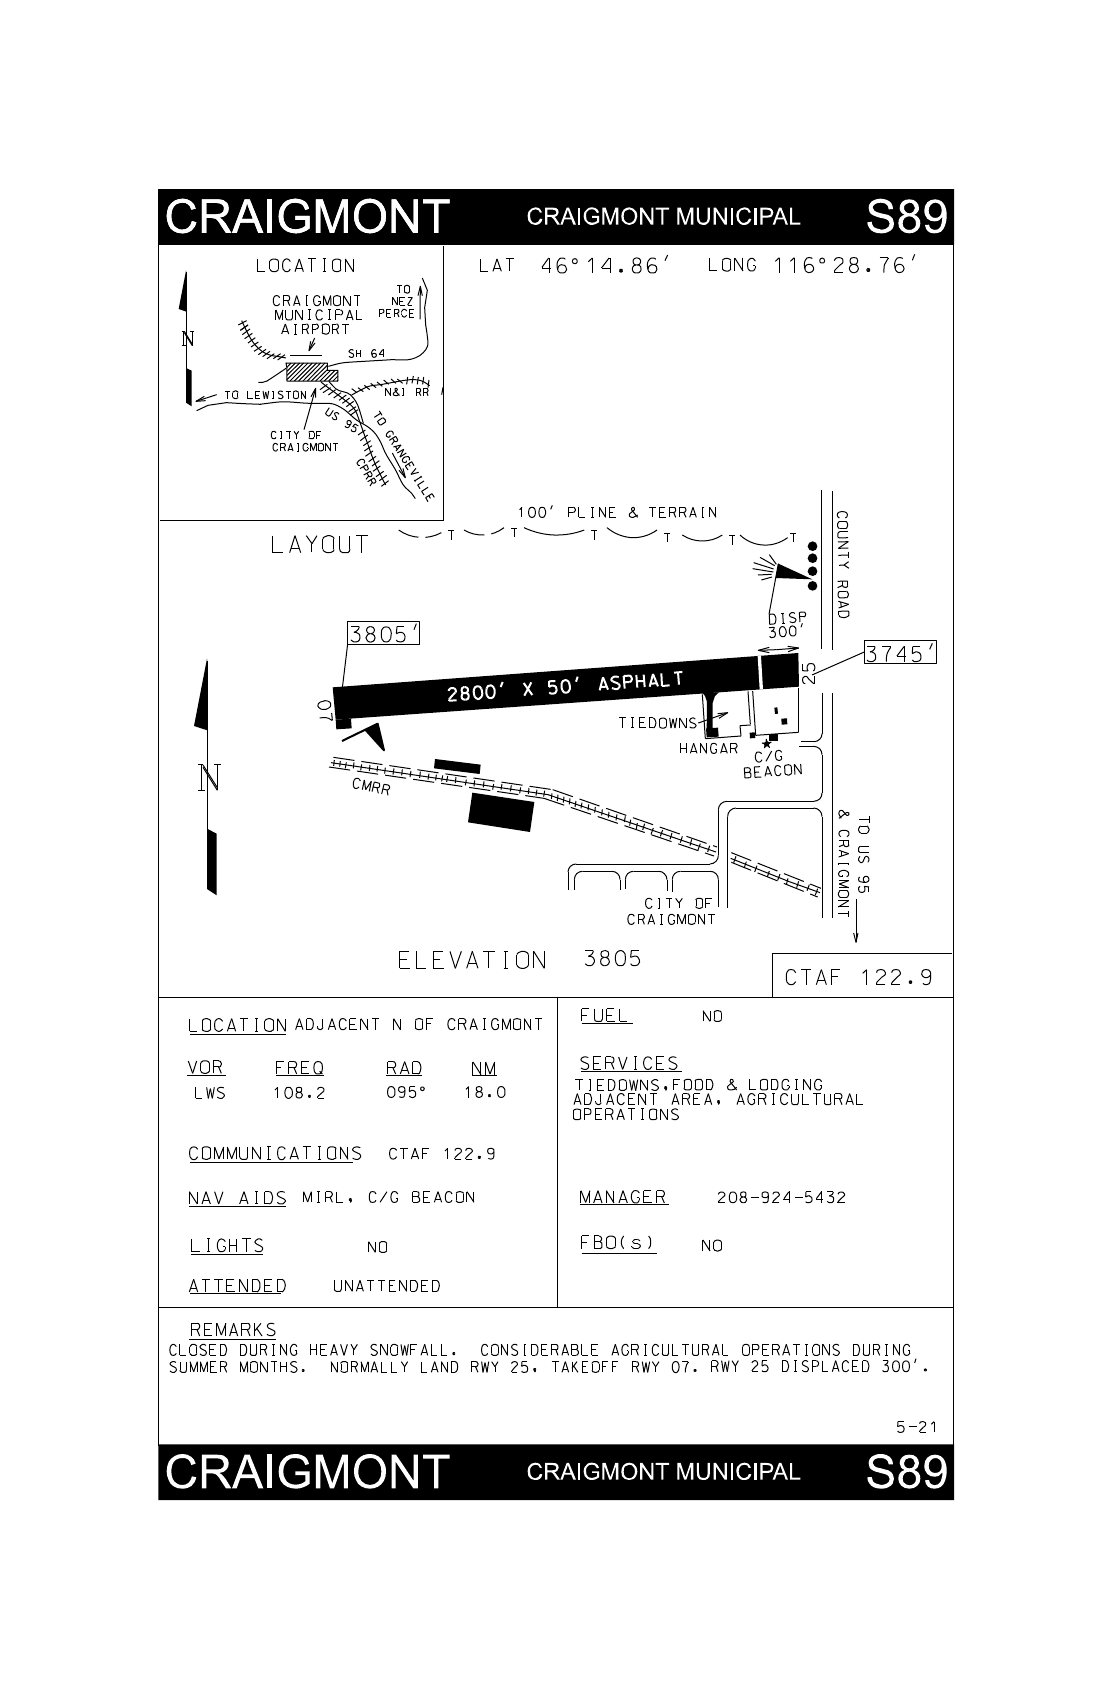 CRAIGMONT CRAIGMONT MUNICIPAL S89
LOCATION
LAT 46°14.86′ LONG 116°28.76′
CRAIGMONT
MUNICIPAL
AIRPORT
TO
NEZ
PERCE
N
SH 64
TO LEWISTON
N&I RR
US 95
TO GRANGEVILLE
CITY OF
CRAIGMONT
CPRR
100′ PLINE & TERRAIN
T T T T T T
LAYOUT
COUNTY ROAD
DISP
300′
3805′
3745′
07
2800′ X 50′ ASPHALT
25
TIEDOWNS
HANGAR
C/G
BEACON
N
CMRR
TO US 95
& CRAIGMONT
CITY OF
CRAIGMONT
ELEVATION 3805
CTAF 122.9
LOCATION ADJACENT N OF CRAIGMONT
VOR FREQ RAD NM
LWS 108.2 095° 18.0
COMMUNICATIONS CTAF 122.9
NAV AIDS MIRL, C/G BEACON
LIGHTS NO
ATTENDED UNATTENDED
FUEL NO
SERVICES
TIEDOWNS,FOOD & LODGING
ADJACENT AREA, AGRICULTURAL
OPERATIONS
MANAGER 208-924-5432
FBO(s) NO
REMARKS
CLOSED DURING HEAVY SNOWFALL. CONSIDERABLE AGRICULTURAL OPERATIONS DURING
SUMMER MONTHS. NORMALLY LAND RWY 25, TAKEOFF RWY 07. RWY 25 DISPLACED 300′.
5-21
CRAIGMONT CRAIGMONT MUNICIPAL S89